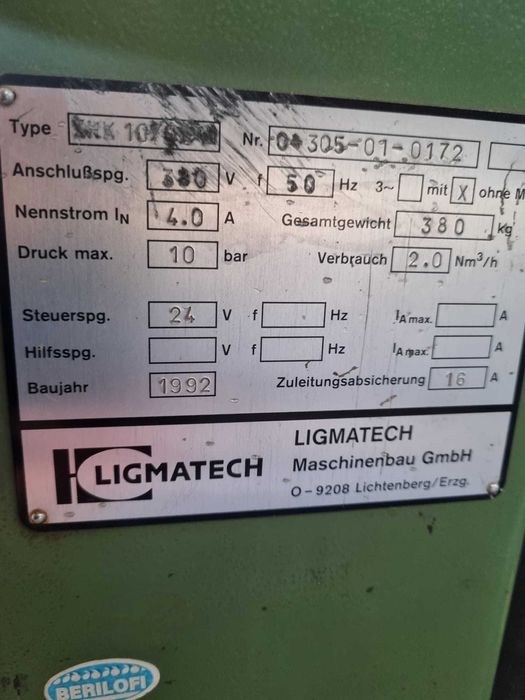 Type Nr. 04305-01-0172
Anschlußspg. 380 V f 50 Hz 3~ mit X ohne M
Nennstrom IN 4.0 A Gesamtgewicht 380 kg
Druck max. 10 bar Verbrauch 2.0 Nm³/h
Steuerspg. 24 V f Hz IA max. A
Hilfsspg. V f Hz IA max. A
Baujahr 1992 Zuleitungsabsicherung 16 A
LIGMATECH
LIGMATECH
Maschinenbau GmbH
O-9208 Lichtenberg/Erzg.
BERILOFI